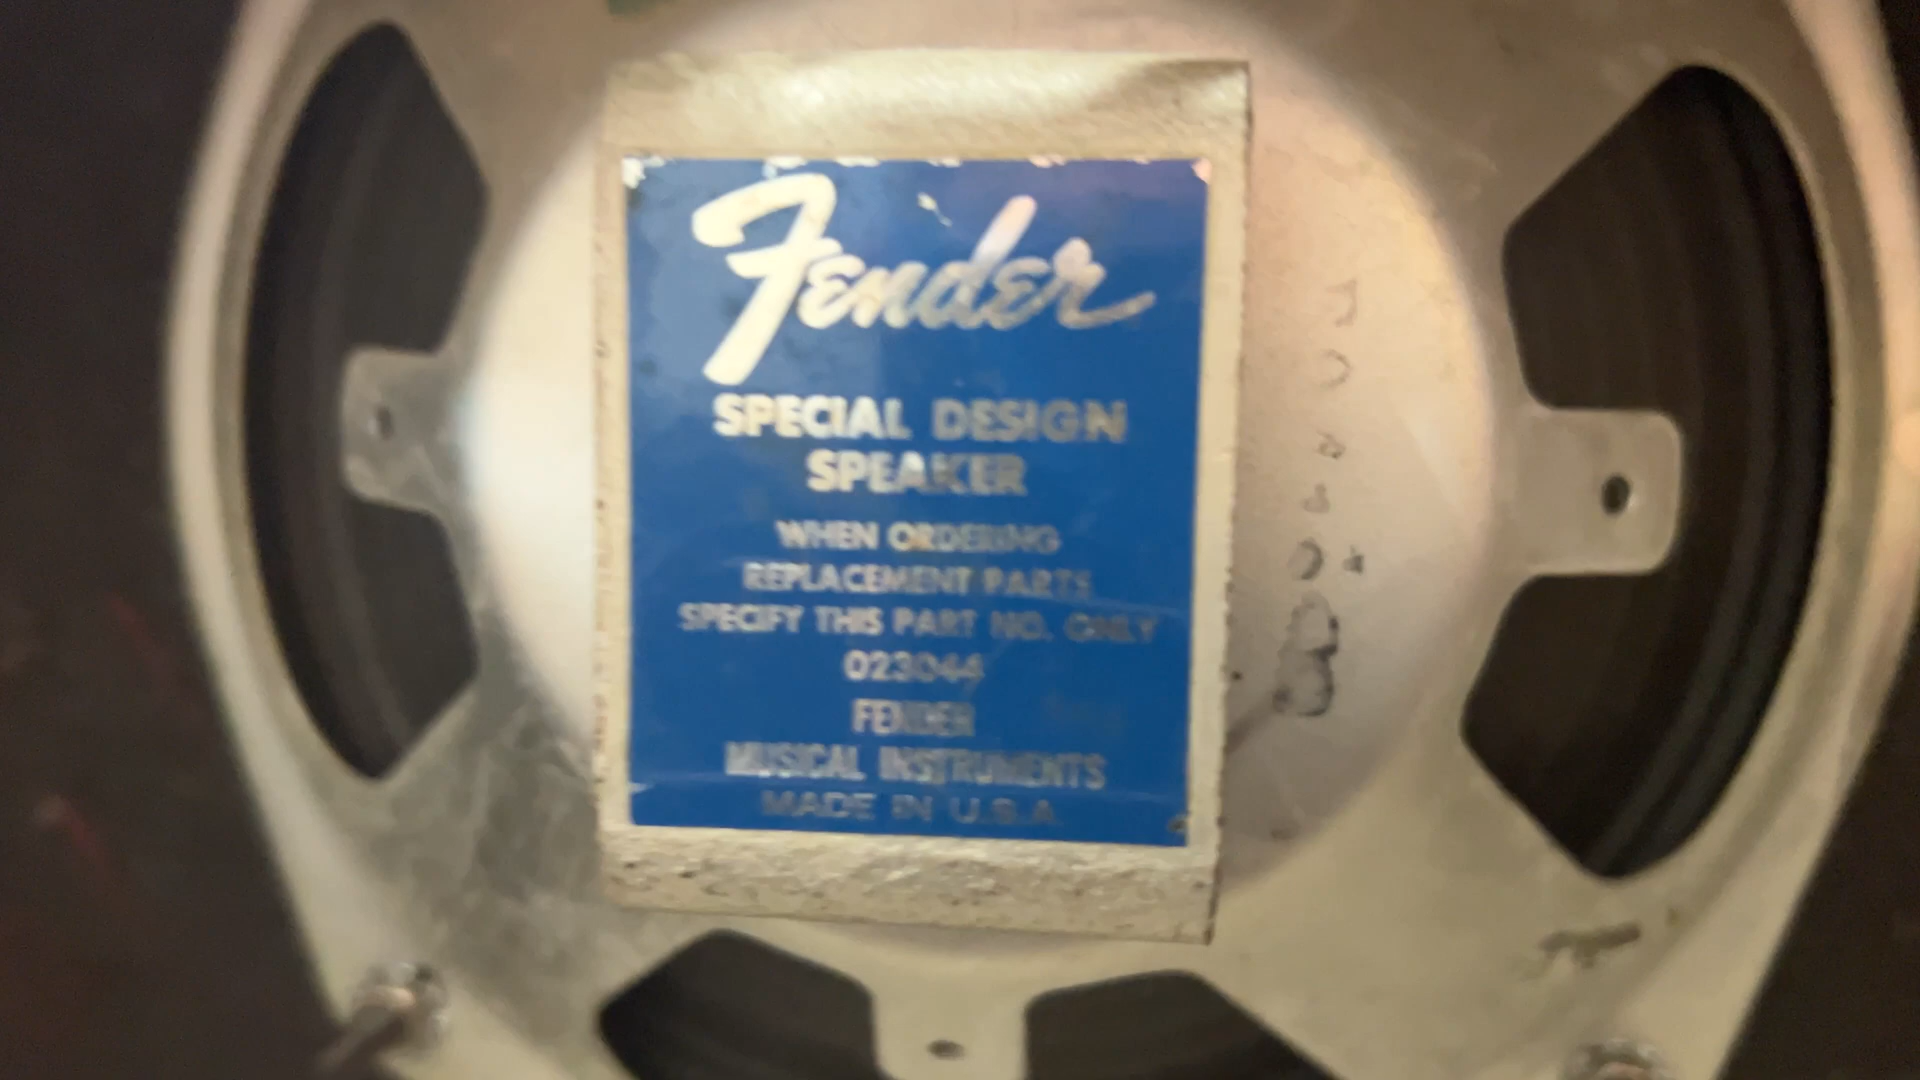 Fender
SPECIAL DESIGN
SPEAKER
WHEN ORDERING
REPLACEMENT PARTS
SPECIFY THIS PART NO. ONLY
023044
FENDER
MUSICAL INSTRUMENTS
MADE IN U.S.A.